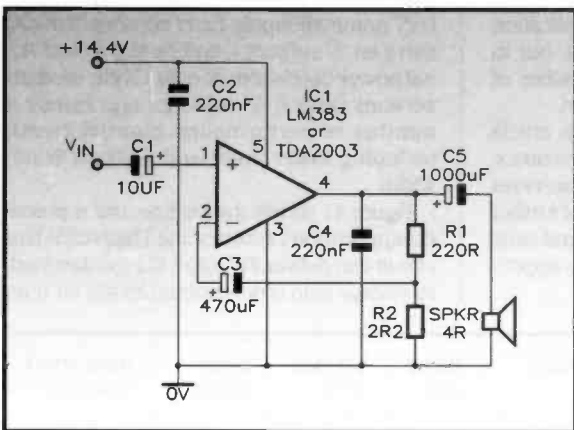 +14.4V
C2
220nF
IC1
LM383
or
TDA2003
VIN
C1
+
10UF
1
+
5
4
2
-
3
C5
1000uF
+
C4
220nF
R1
220R
C3
+
470uF
R2
2R2
SPKR
4R
0V